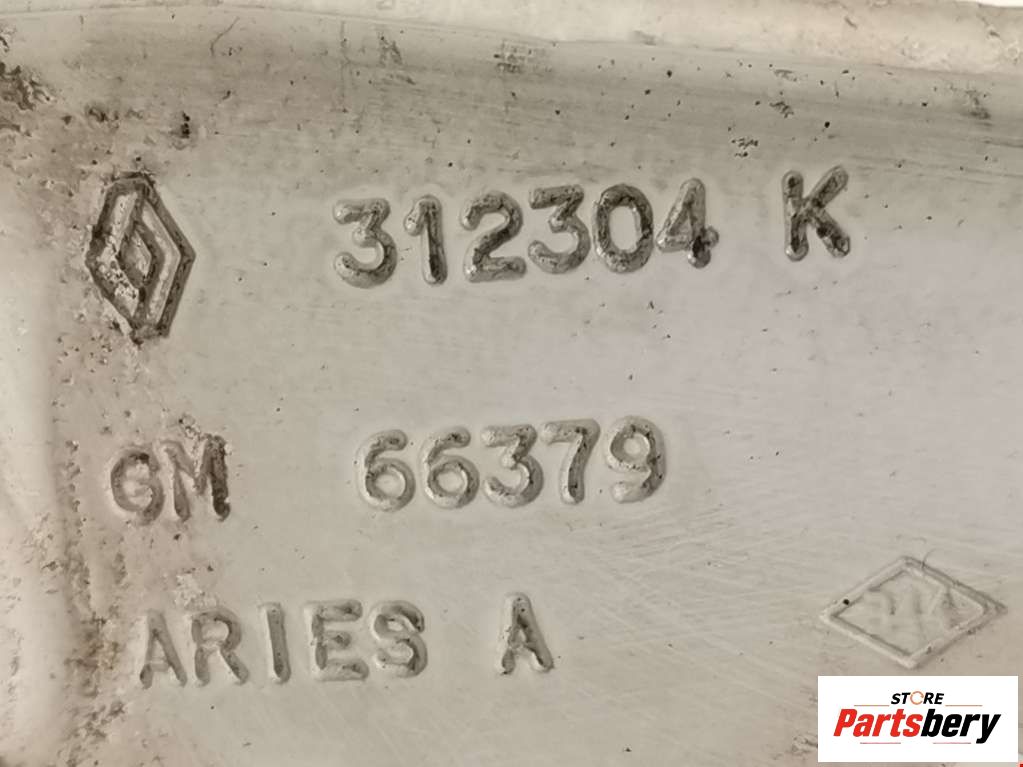 312304 K
GM 66379
ARIES A
STORE
Partsbery